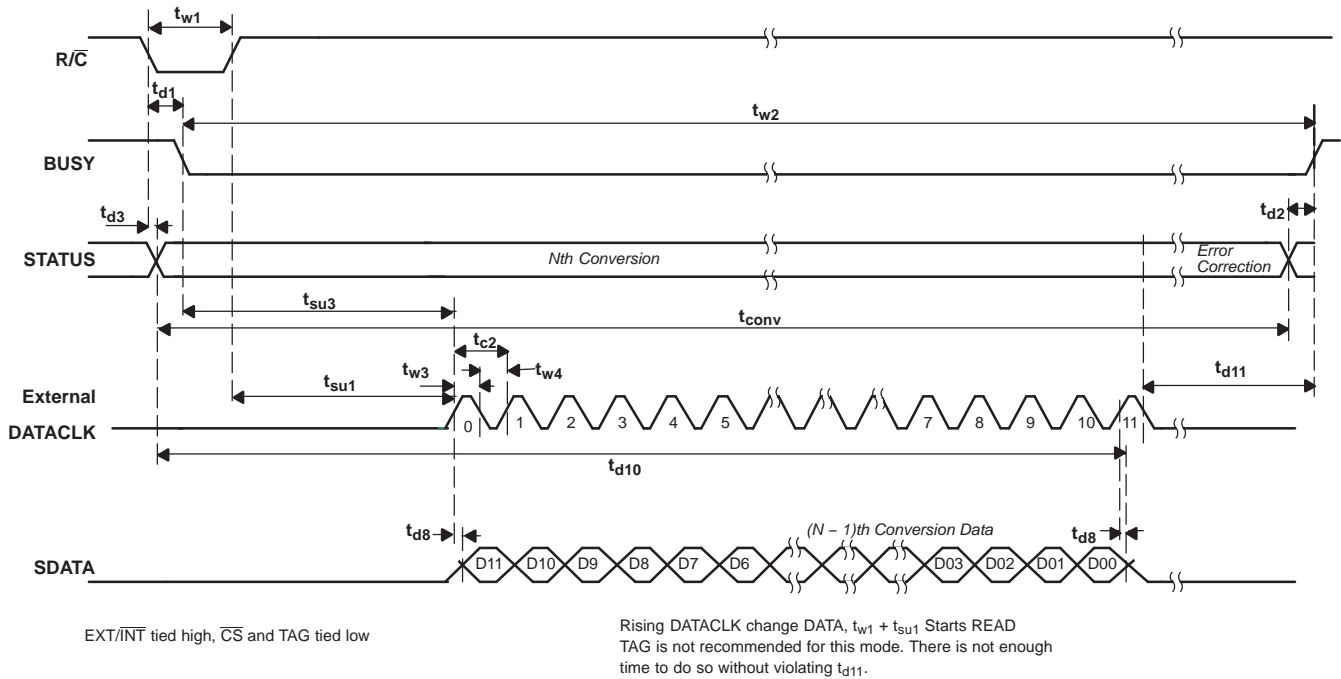 tw1
R/C̅
td1
tw2
BUSY
td3
td2
STATUS
Nth Conversion
Error
Correction
tsu3
tconv
tc2
tw3
tw4
tsu1
td11
External
DATACLK
0 1 2 3 4 5 7 8 9 10 11
td10
(N − 1)th Conversion Data
td8
td8
SDATA
D11 D10 D9 D8 D7 D6 D03 D02 D01 D00
EXT/I̅N̅T̅ tied high, C̅S̅ and TAG tied low
Rising DATACLK change DATA, tw1 + tsu1 Starts READ
TAG is not recommended for this mode. There is not enough
time to do so without violating td11.